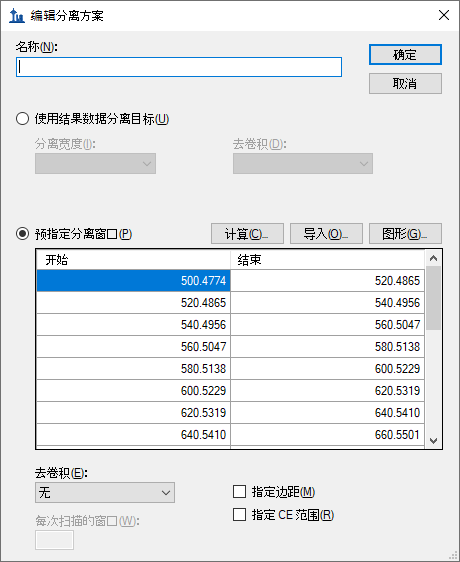 编辑分离方案
名称(N):
确定
取消
使用结果数据分离目标(U)
分离宽度(I): 去卷积(D):
预指定分离窗口(P) 计算(C)... 导入(O)... 图形(G)...
开始 结束
500.4774 520.4865
520.4865 540.4956
540.4956 560.5047
560.5047 580.5138
580.5138 600.5229
600.5229 620.5319
620.5319 640.5410
640.5410 660.5501
去卷积(E):
无
指定边距(M)
每次扫描的窗口(W):
指定 CE 范围(R)